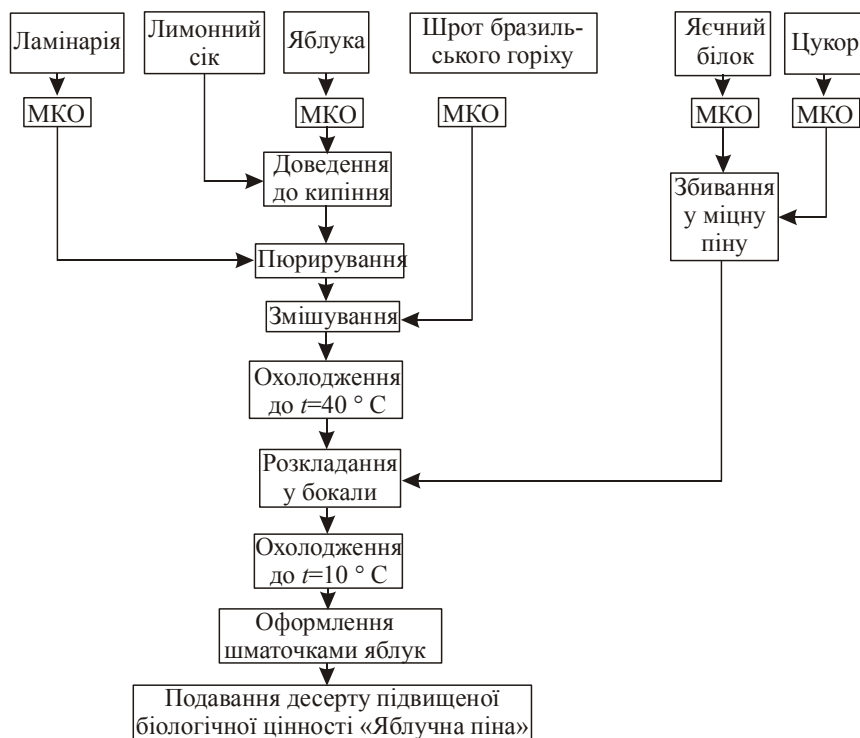 Ламінарія
Лимонний
сік
Яблука
Шрот бразиль-
ського горіху
Яєчний
білок
Цукор
МКО
МКО
МКО
МКО
МКО
Доведення
до кипіння
Збивання
у міцну
піну
Пюрирування
Змішування
Охолодження
до t=40 ° C
Розкладання
у бокали
Охолодження
до t=10 ° C
Оформлення
шматочками яблук
Подавання десерту підвищеної
біологічної цінності «Яблучна піна»